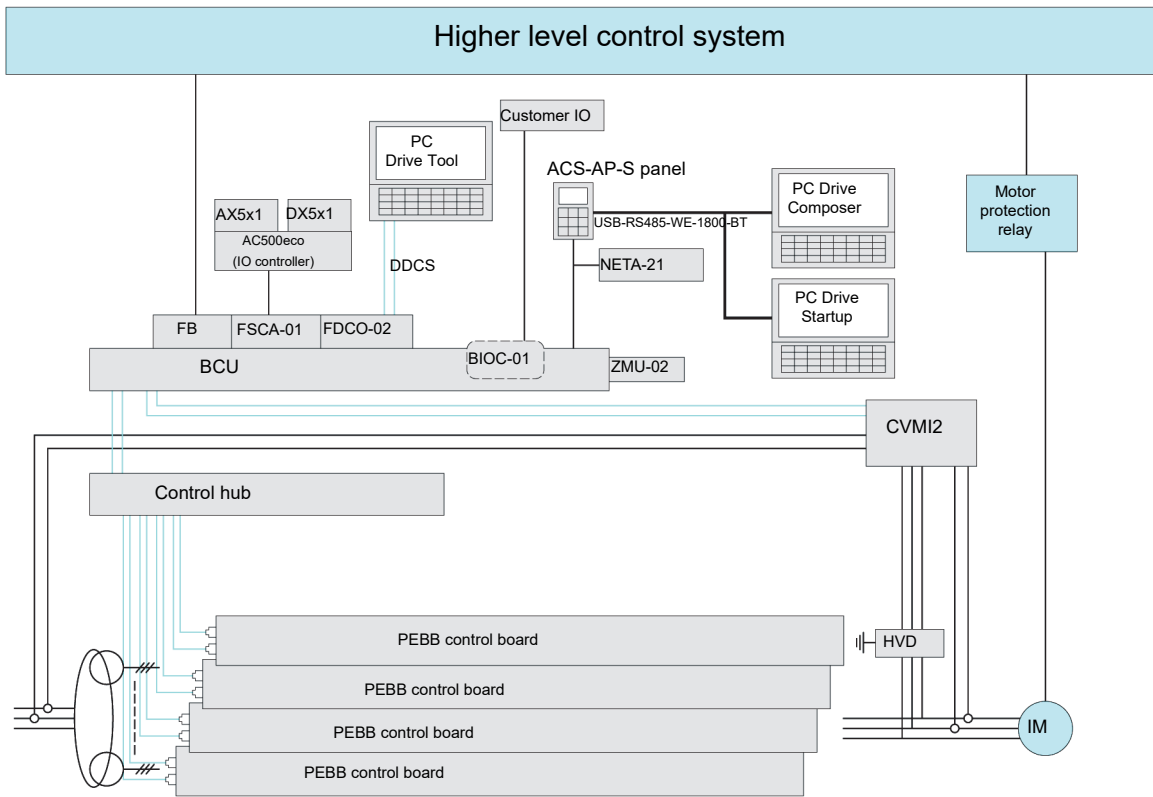 Higher level control system
Customer IO
PC
Drive Tool
ACS-AP-S panel
PC Drive
Composer
Motor
protection
relay
AX5x1
DX5x1
USB-RS485-WE-1800-BT
AC500eco
(IO controller)
DDCS
NETA-21
PC Drive
Startup
FB
FSCA-01
FDCO-02
BIOC-01
BCU
ZMU-02
CVMI2
Control hub
PEBB control board
HVD
PEBB control board
PEBB control board
IM
PEBB control board